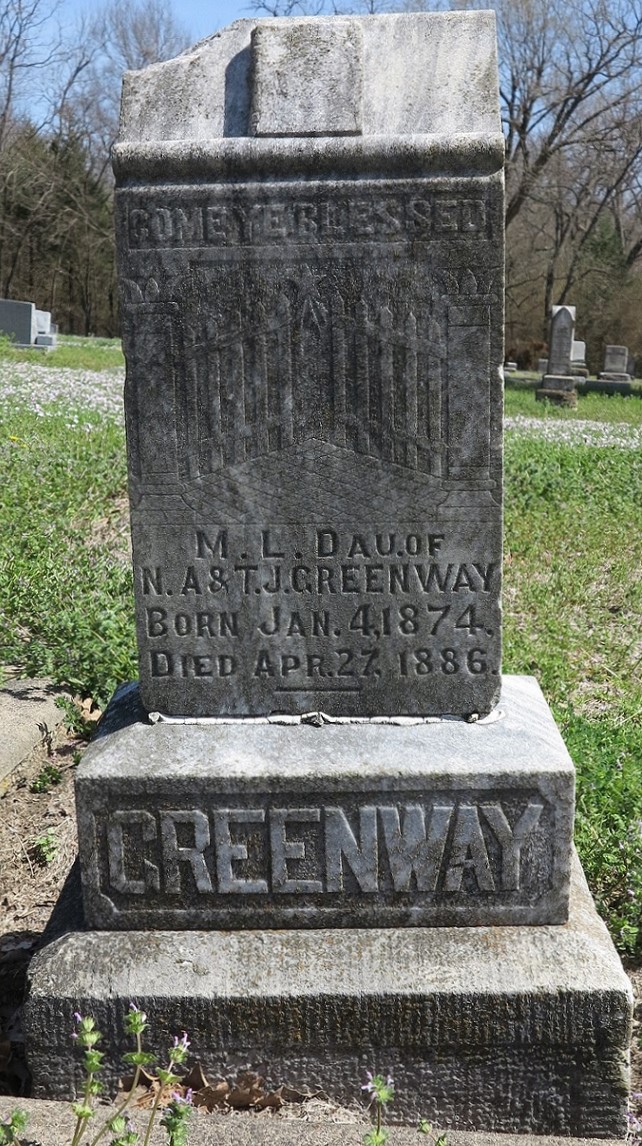 COME YE BLESSED
M. L. DAU. OF
N. A & T. J. GREENWAY
BORN JAN. 4, 1874.
DIED APR. 27, 1886.
GREENWAY